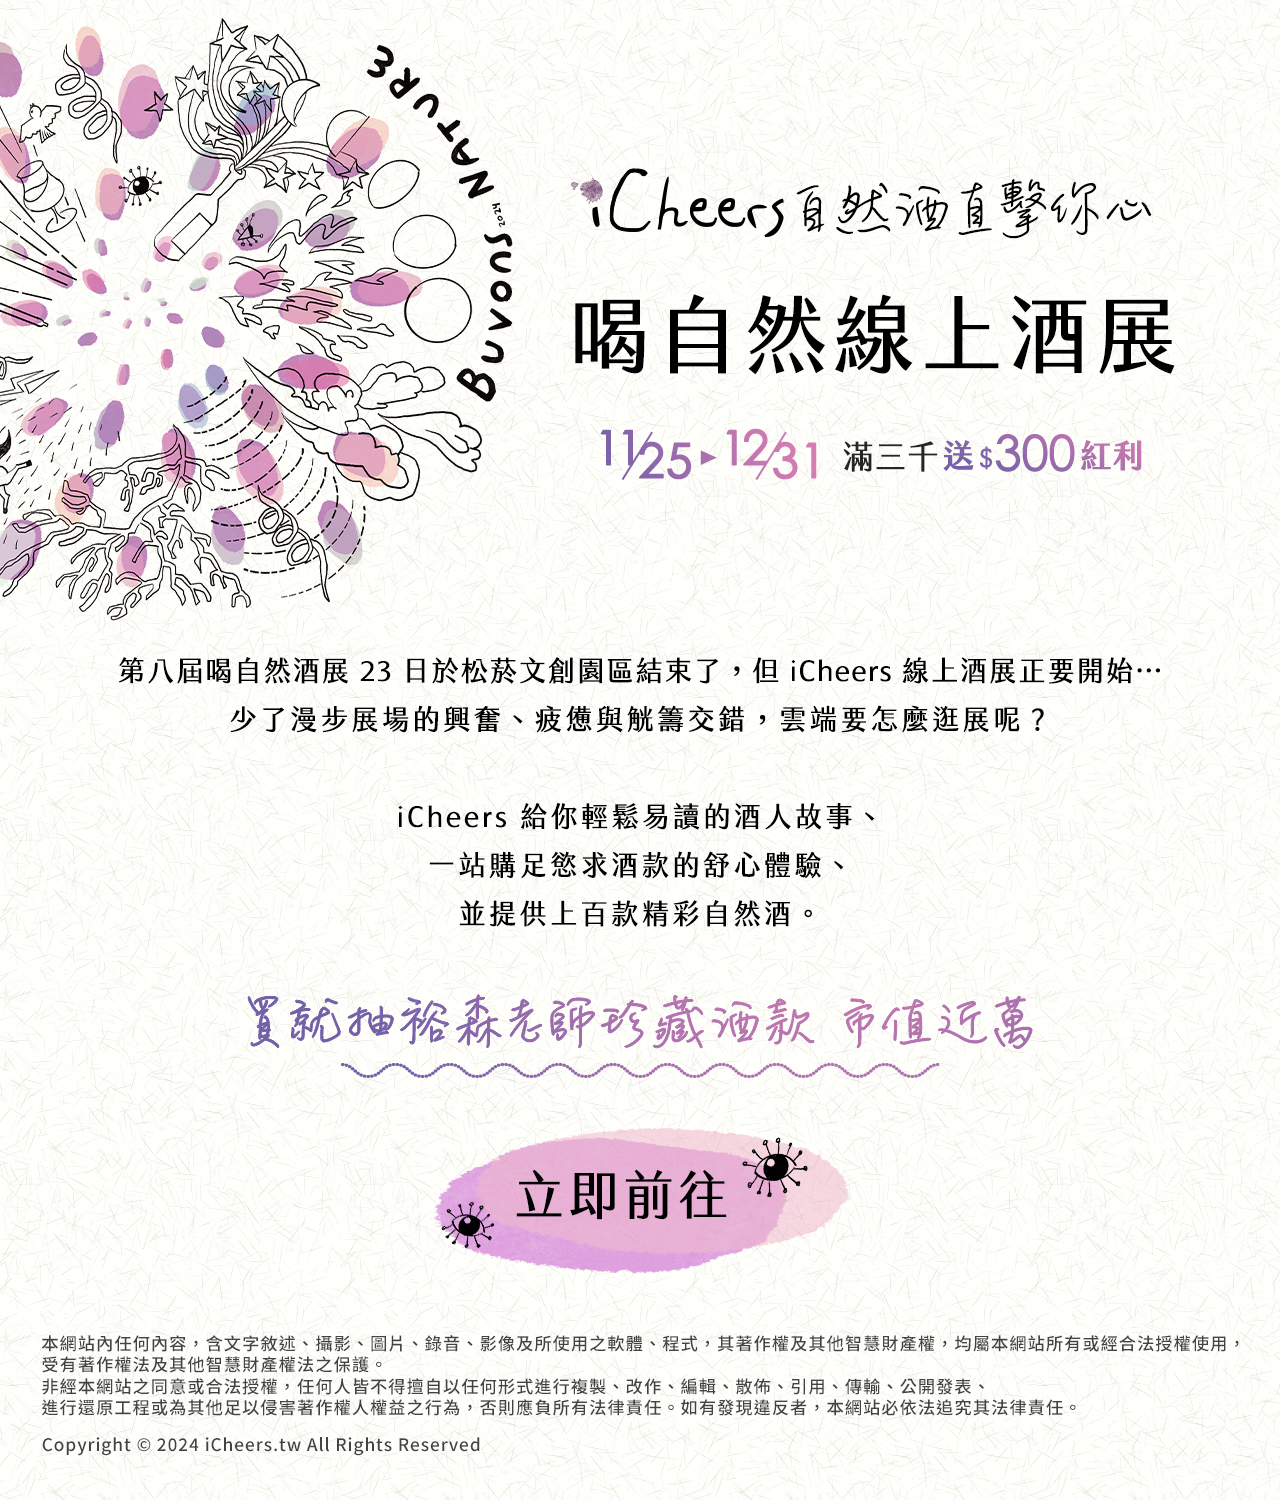 BUVONS 2024 NATURE
iCheers自然酒直擊你心
喝自然線上酒展
11/25 ▸ 12/31 滿三千送$300紅利
第八屆喝自然酒展 23 日於松菸文創園區結束了，但 iCheers 線上酒展正要開始⋯
少了漫步展場的興奮、疲憊與觥籌交錯，雲端要怎麼逛展呢？
iCheers 給你輕鬆易讀的酒人故事、
一站購足慾求酒款的舒心體驗、
並提供上百款精彩自然酒。
買就抽裕森老師珍藏酒款 市值近萬
立即前往
本網站內任何內容，含文字敘述、攝影、圖片、錄音、影像及所使用之軟體、程式，其著作權及其他智慧財產權，均屬本網站所有或經合法授權使用，
受有著作權法及其他智慧財產權法之保護。
非經本網站之同意或合法授權，任何人皆不得擅自以任何形式進行複製、改作、編輯、散佈、引用、傳輸、公開發表、
進行還原工程或為其他足以侵害著作權人權益之行為，否則應負所有法律責任。如有發現違反者，本網站必依法追究其法律責任。
Copyright © 2024 iCheers.tw All Rights Reserved